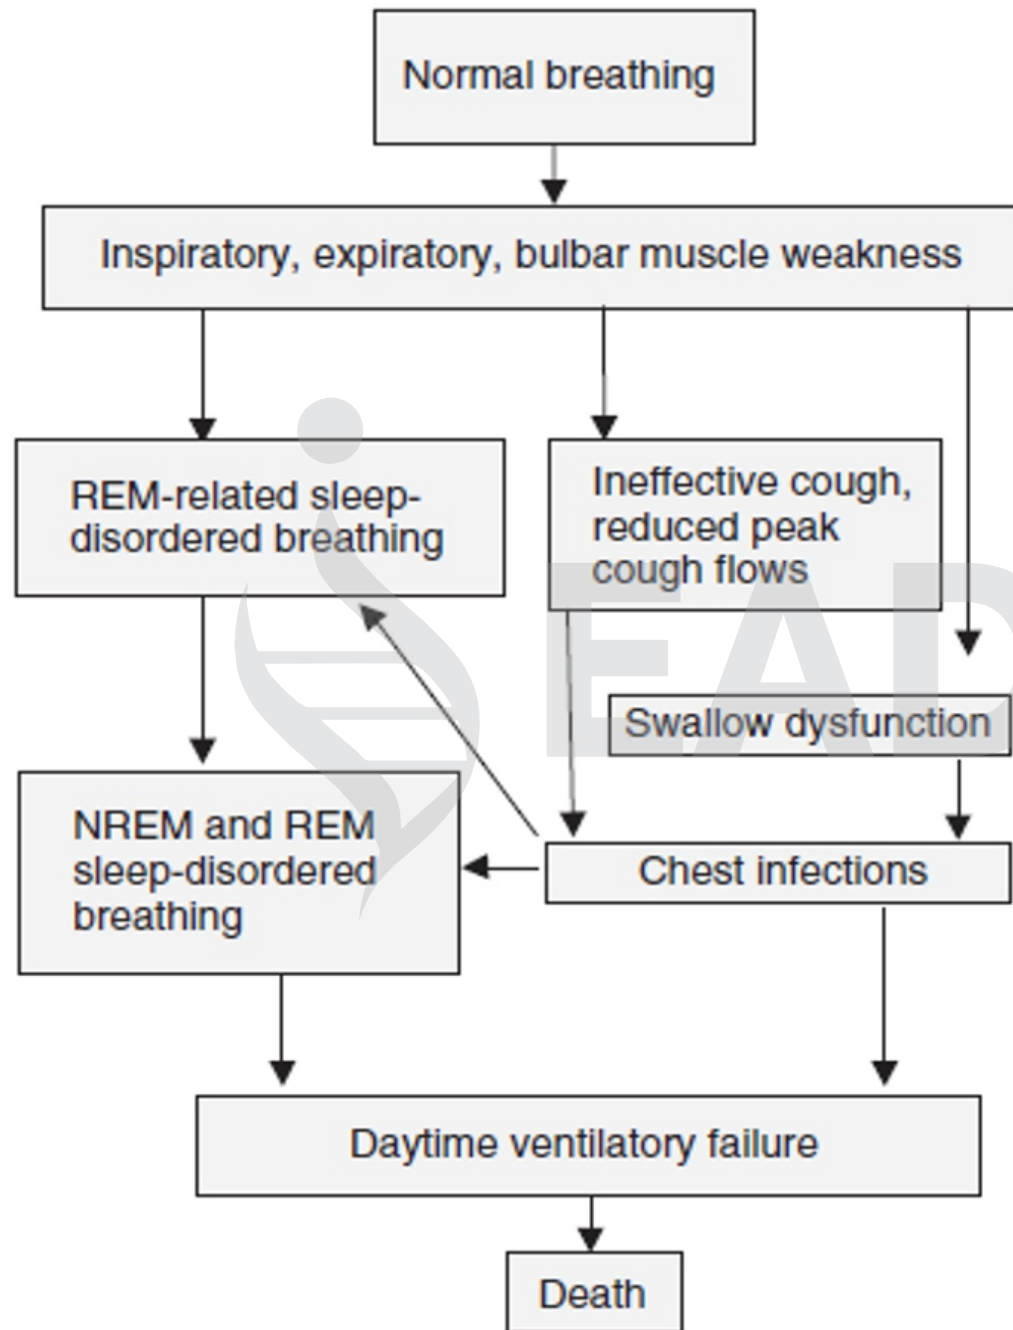 Normal breathing
Inspiratory, expiratory, bulbar muscle weakness
REM-related sleep-
disordered breathing
Ineffective cough,
reduced peak
cough flows
Swallow dysfunction
NREM and REM
sleep-disordered
breathing
Chest infections
Daytime ventilatory failure
Death